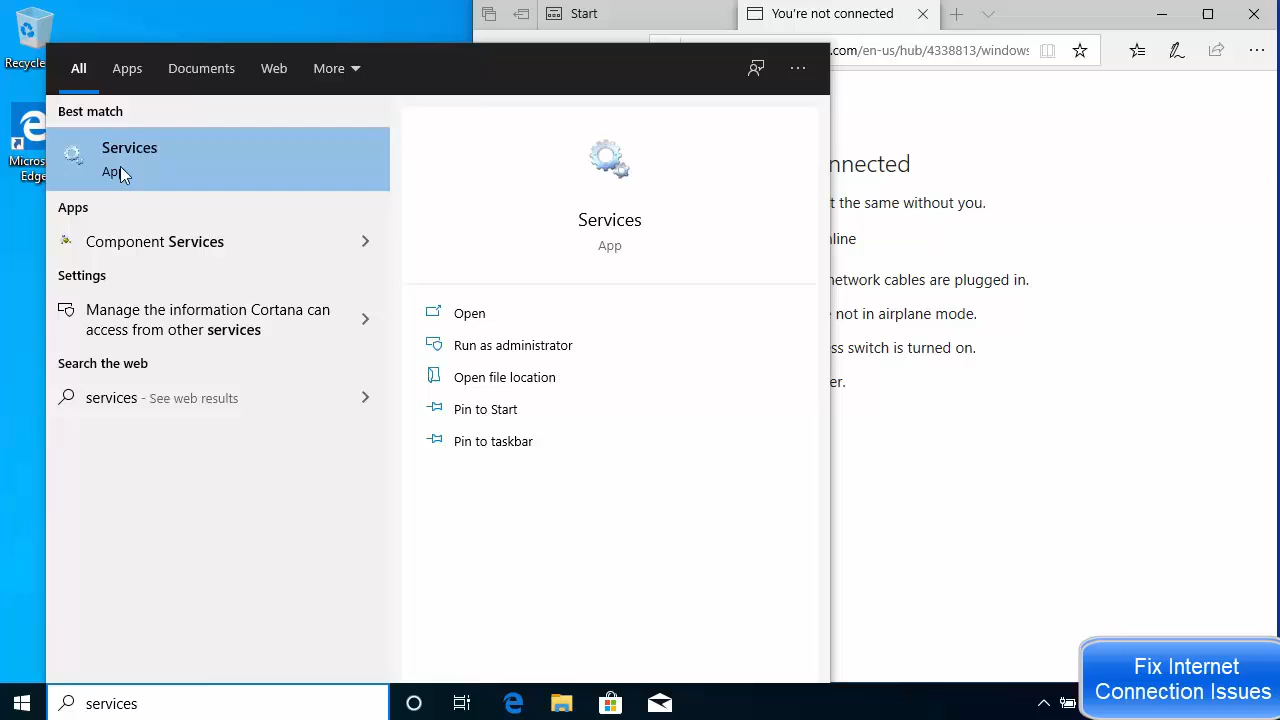 Recycle
Micros
Edge
Start
You're not connected
.com/en-us/hub/4338813/windows
All
Apps
Documents
Web
More
Best match
Services
App
Apps
Component Services
Settings
Manage the information Cortana can
access from other services
Search the web
services - See web results
Services
App
Open
Run as administrator
Open file location
Pin to Start
Pin to taskbar
onnected
t the same without you.
line
network cables are plugged in.
not in airplane mode.
ss switch is turned on.
er.
services
Fix Internet
Connection Issues